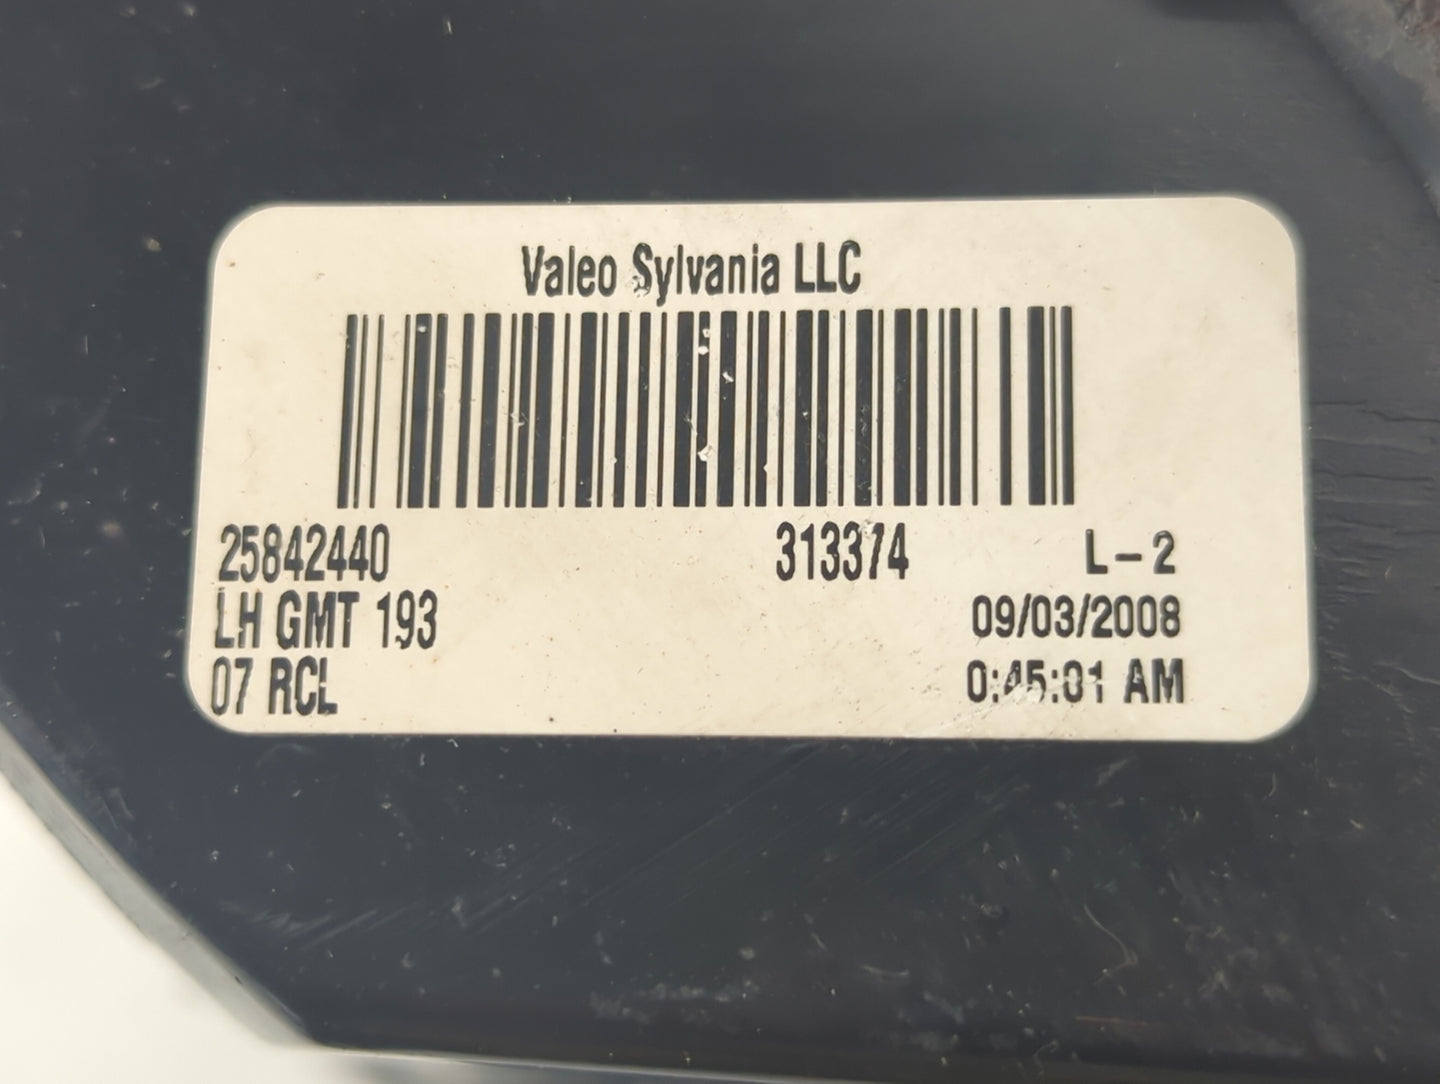 Valeo Sylvania LLC
25842440 313374 L-2
LH GMT 193 09/03/2008
07 RCL 0:45:01 AM